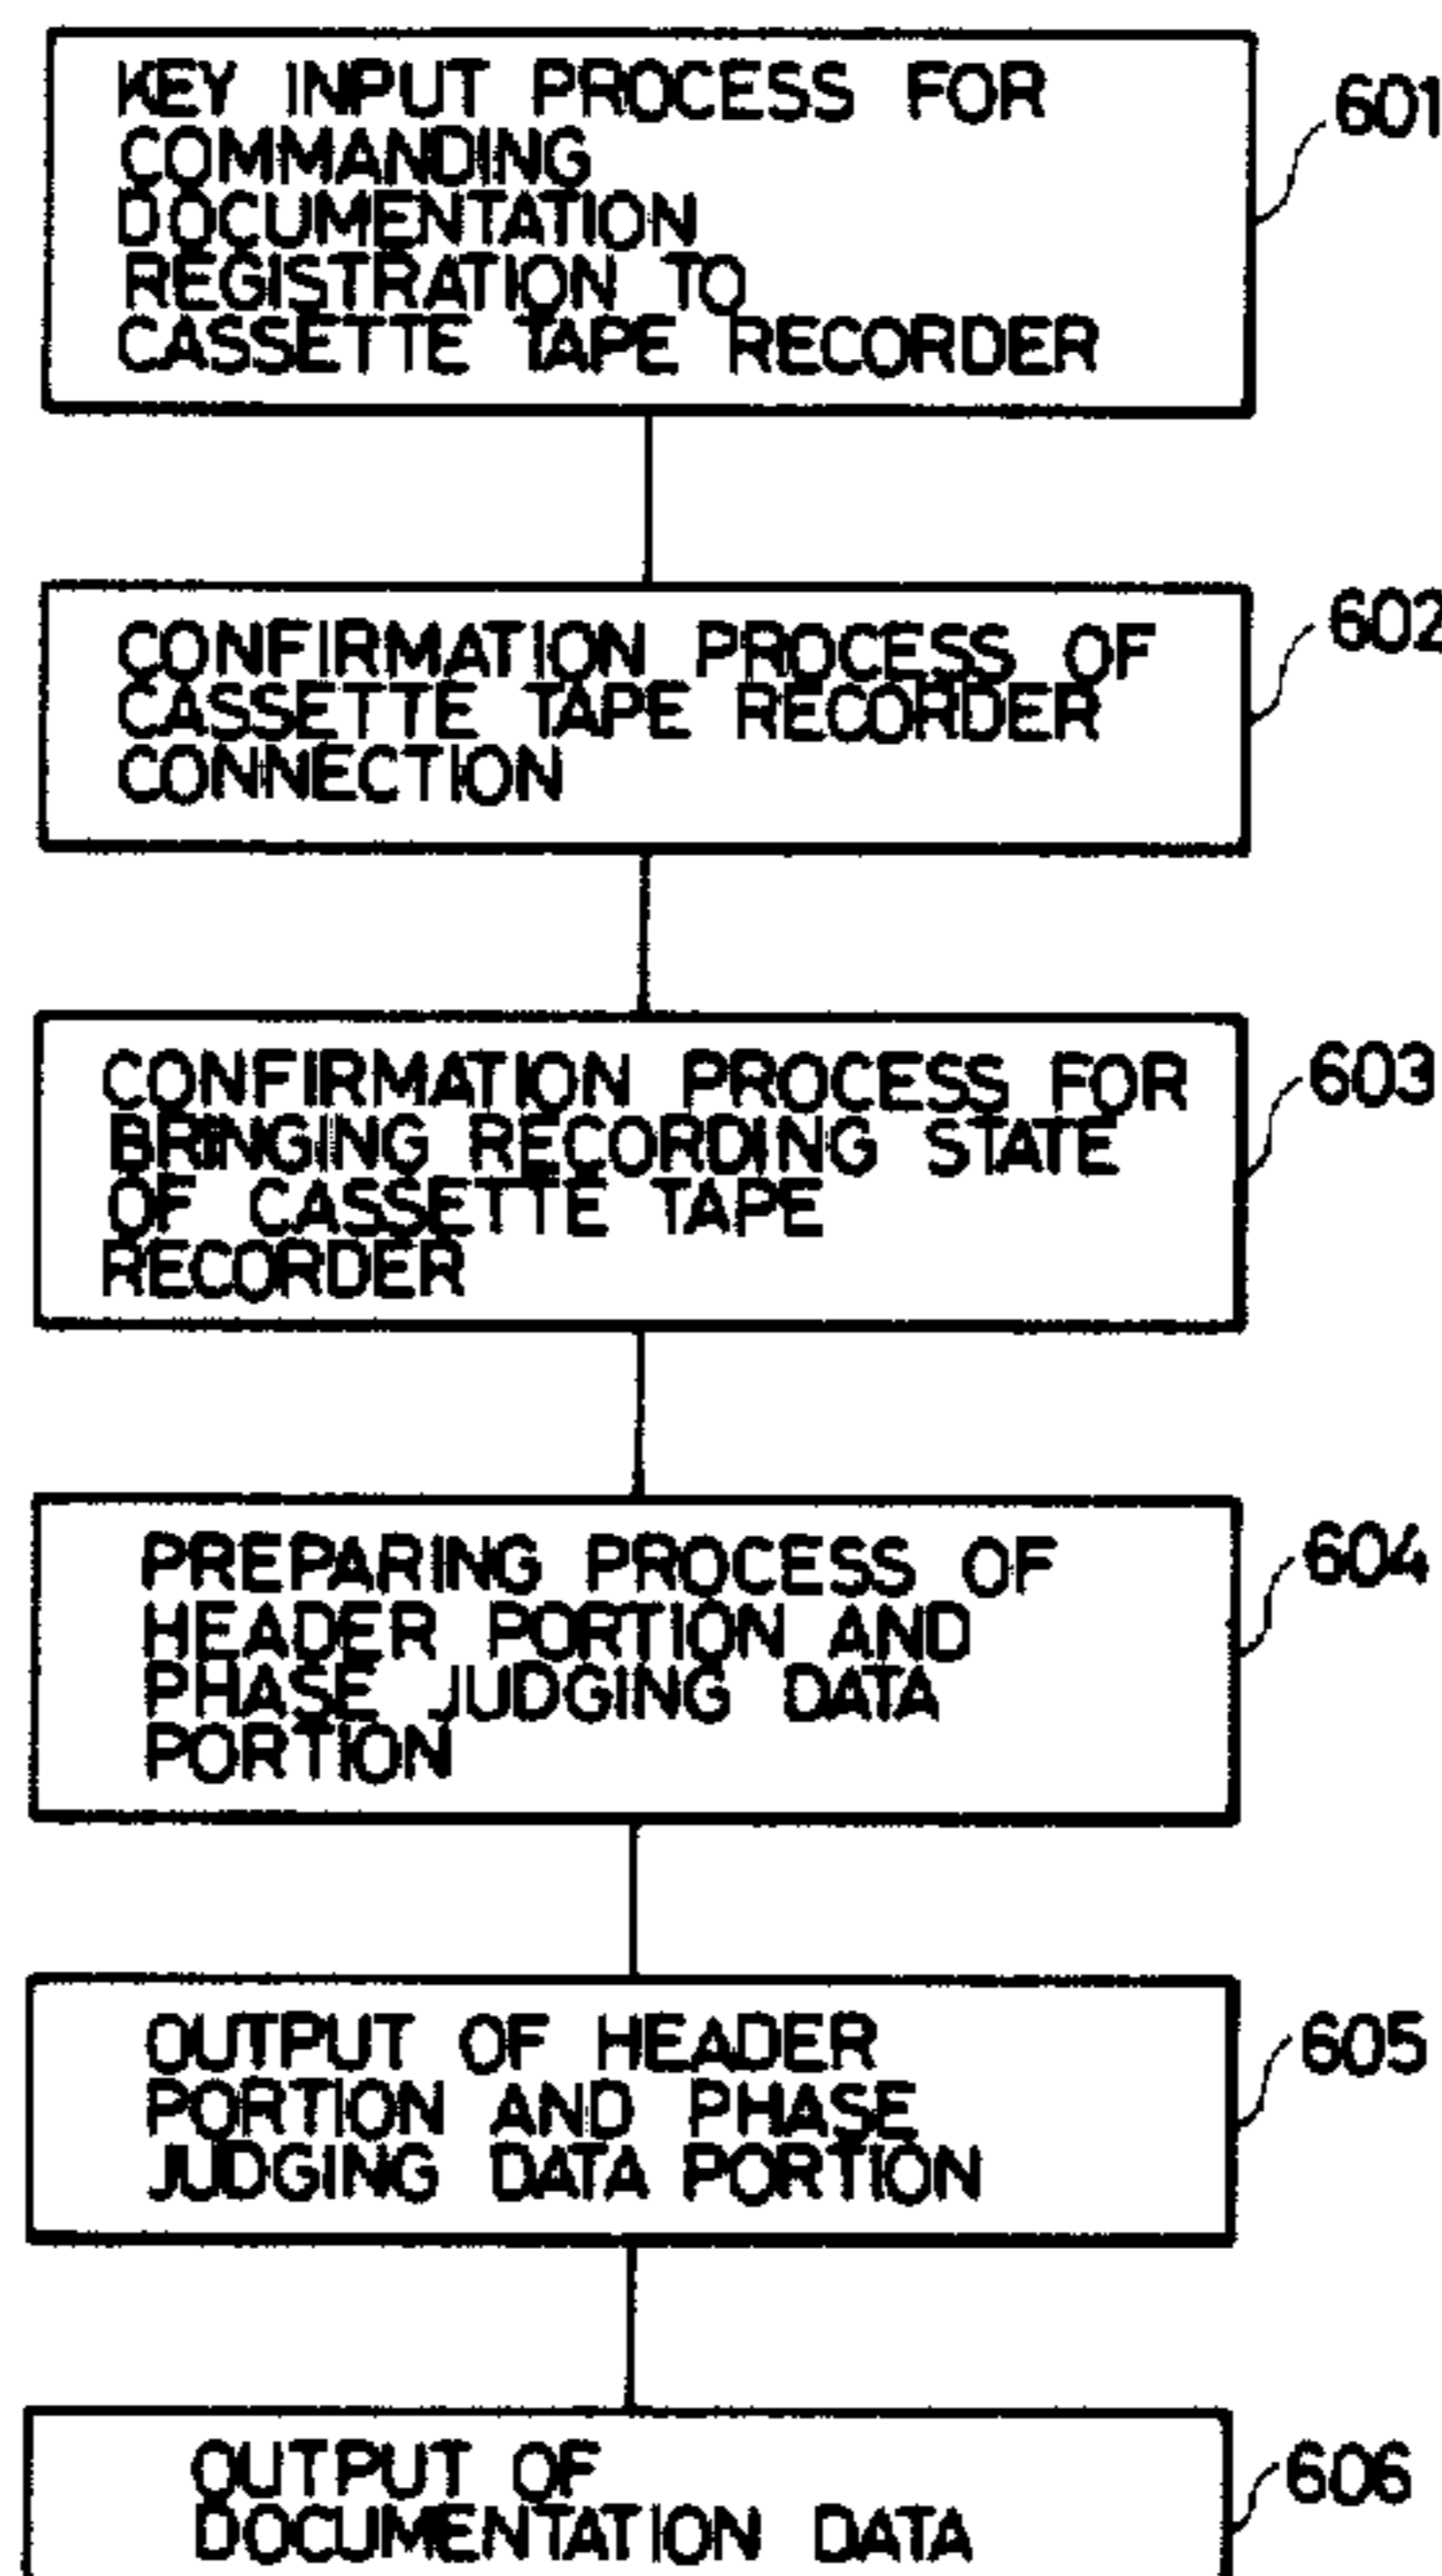 KEY INPUT PROCESS FOR
COMMANDING
DOCUMENTATION
REGISTRATION TO
CASSETTE TAPE RECORDER
601
CONFIRMATION PROCESS OF
CASSETTE TAPE RECORDER
CONNECTION
602
CONFIRMATION PROCESS FOR
BRINGING RECORDING STATE
OF CASSETTE TAPE
RECORDER
603
PREPARING PROCESS OF
HEADER PORTION AND
PHASE JUDGING DATA
PORTION
604
OUTPUT OF HEADER
PORTION AND PHASE
JUDGING DATA PORTION
605
OUTPUT OF
DOCUMENTATION DATA
606